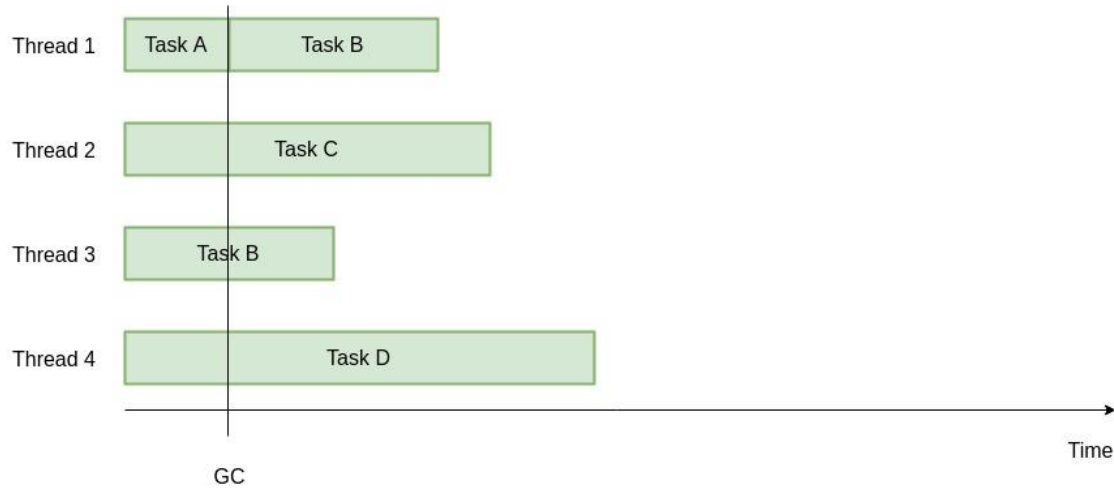 Thread 1
Task A
Task B
Thread 2
Task C
Thread 3
Task B
Thread 4
Task D
Time
GC